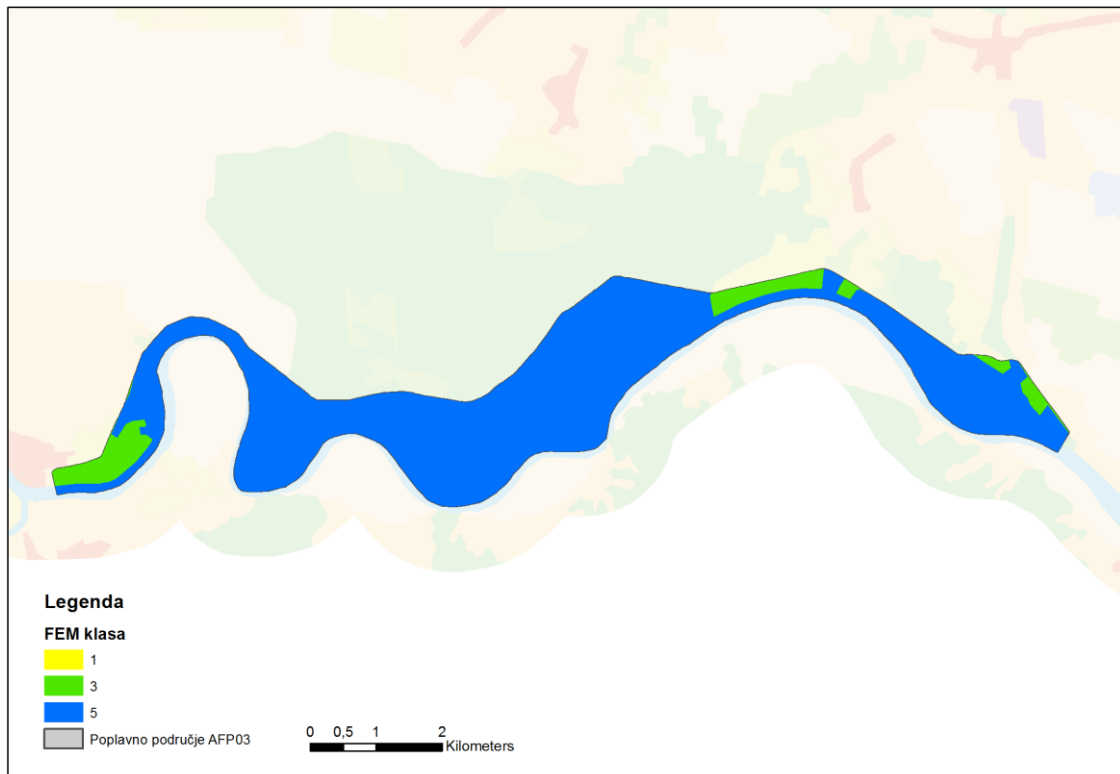 Legenda
FEM klasa
1
3
5
Poplavno područje AFP03
0 0,5 1 2
Kilometers